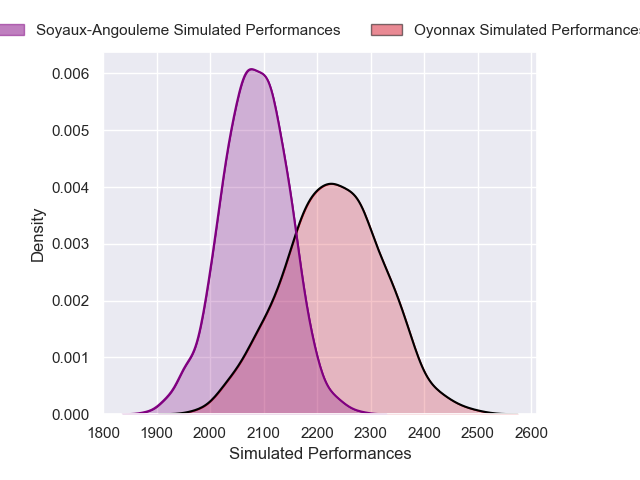 Soyaux-Angouleme Simulated Performances Oyonnax Simulated Performances
0.006
0.005
0.004
0.003
0.002
0.001
0.000
Density
1800 1900 2000 2100 2200 2300 2400 2500 2600
Simulated Performances